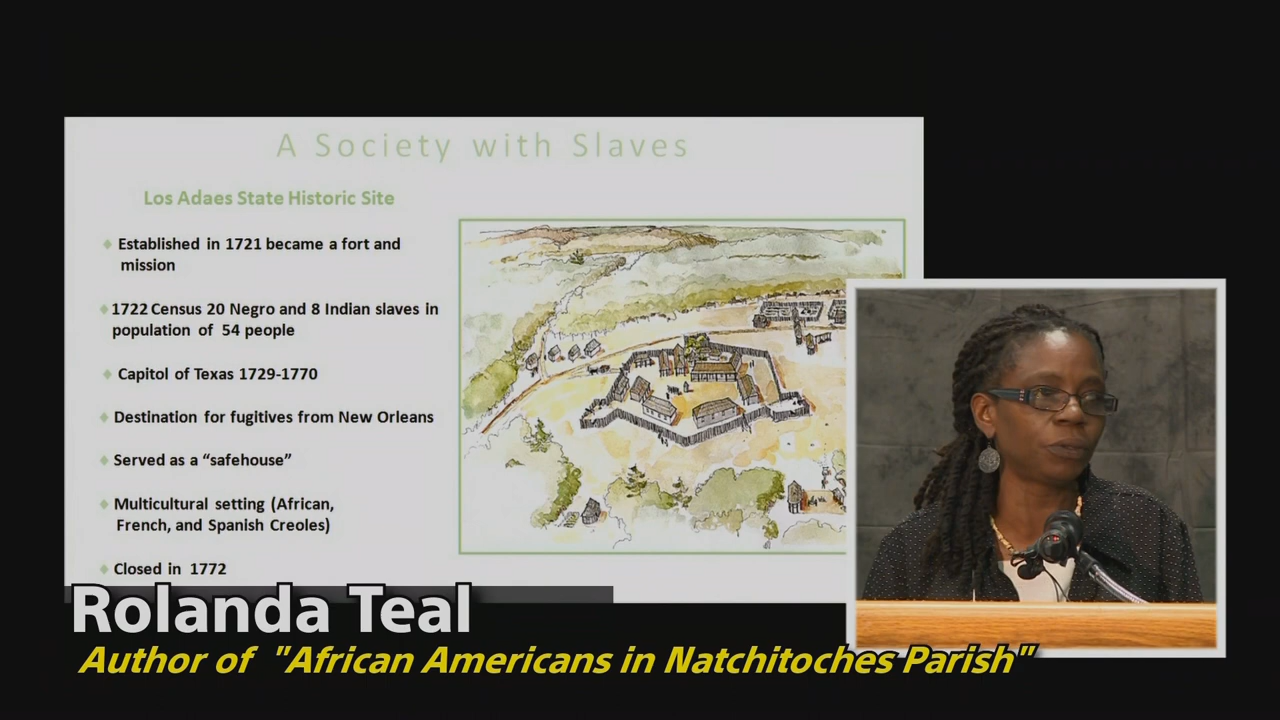 A Society with Slaves
Los Adaes State Historic Site
Established in 1721 became a fort and
mission
1722 Census 20 Negro and 8 Indian slaves in
population of 54 people
Capitol of Texas 1729-1770
Destination for fugitives from New Orleans
Served as a “safehouse”
Multicultural setting (African,
French, and Spanish Creoles)
Closed in 1772
Rolanda Teal
Author of "African Americans in Natchitoches Parish"